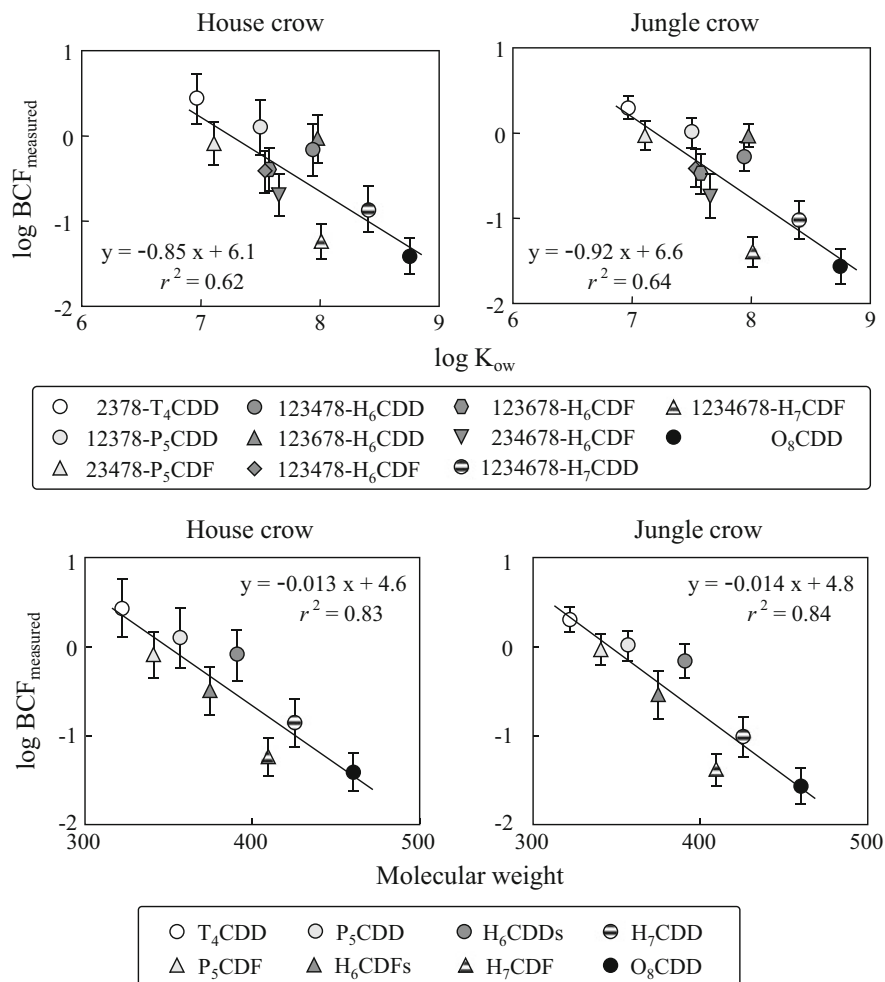 House crow
Jungle crow
1
0
-1
-2
log BCFmeasured
y = -0.85 x + 6.1
r² = 0.62
6 7 8 9
1
0
-1
-2
y = -0.92 x + 6.6
r² = 0.64
6 7 8 9
log Kow
2378-T₄CDD 123478-H₆CDD 123678-H₆CDF 1234678-H₇CDF
12378-P₅CDD 123678-H₆CDD 234678-H₆CDF O₈CDD
23478-P₅CDF 123478-H₆CDF 1234678-H₇CDD
House crow
Jungle crow
1
0
-1
-2
log BCFmeasured
y = -0.013 x + 4.6
r² = 0.83
300 400 500
1
0
-1
-2
y = -0.014 x + 4.8
r² = 0.84
300 400 500
Molecular weight
T₄CDD P₅CDD H₆CDDs H₇CDD
P₅CDF H₆CDFs H₇CDF O₈CDD